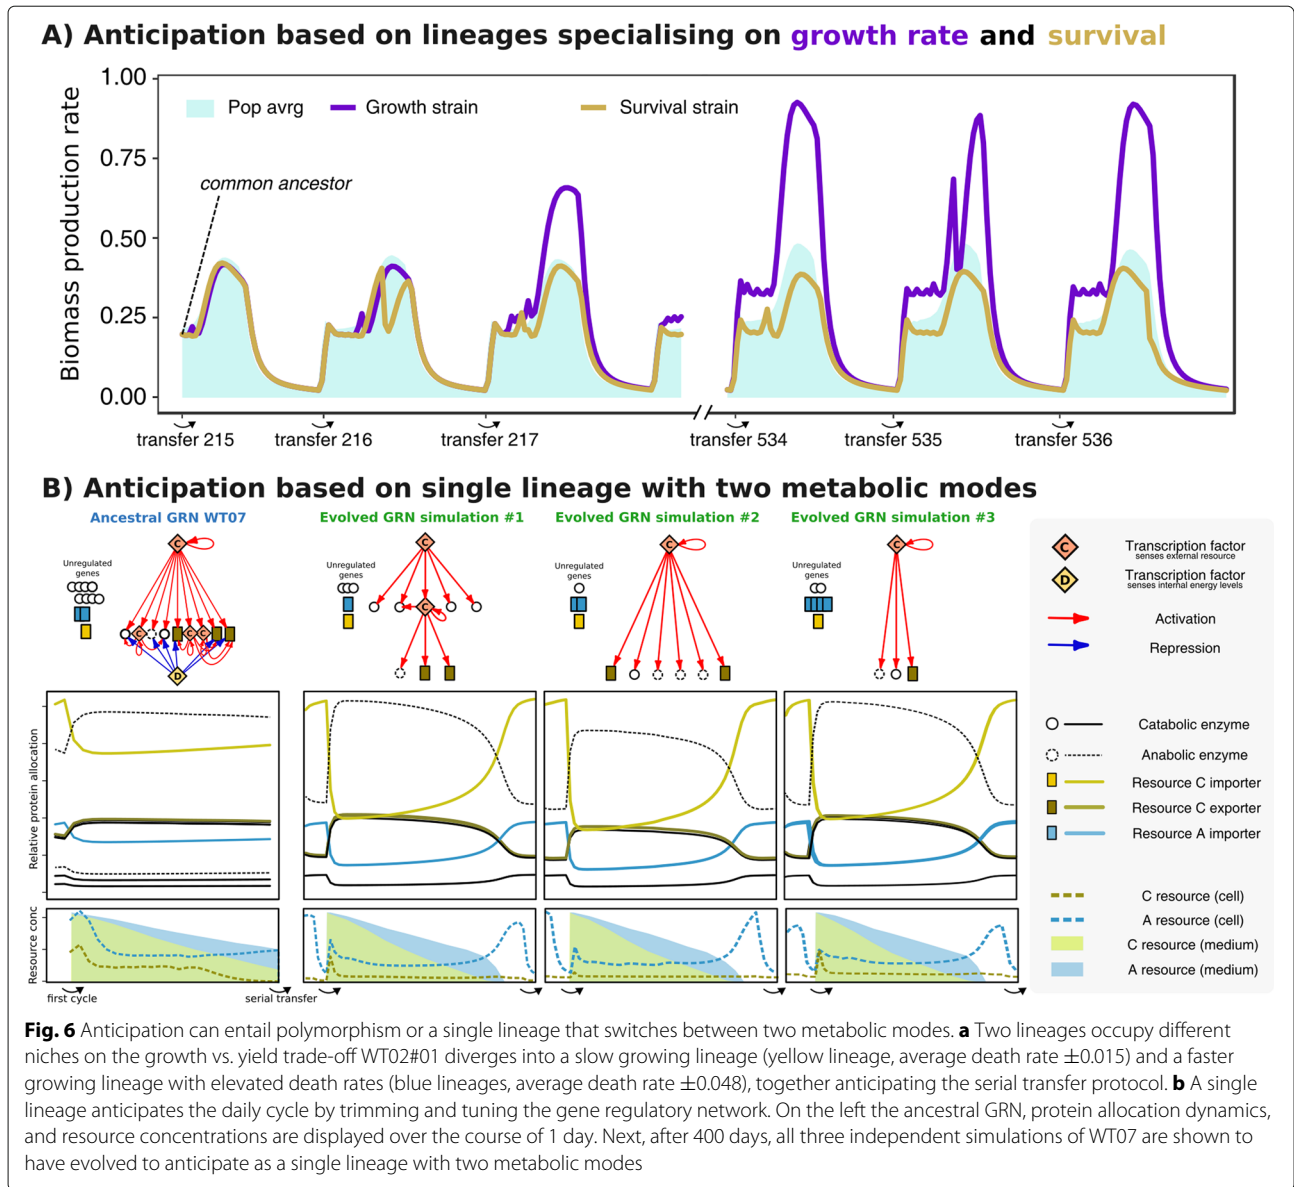 A) Anticipation based on lineages specialising on growth rate and survival
1.00
0.75
0.50
0.25
0.00
Biomass production rate
Pop avrg
Growth strain
Survival strain
common ancestor
transfer 215
transfer 216
transfer 217
transfer 534
transfer 535
transfer 536
B) Anticipation based on single lineage with two metabolic modes
Ancestral GRN WT07
Evolved GRN simulation #1
Evolved GRN simulation #2
Evolved GRN simulation #3
Unregulated
genes
C
C
C
C
D
Unregulated
genes
C
C
Unregulated
genes
C
Unregulated
genes
C
Relative protein allocation
Resource conc
first cycle
serial transfer
C
Transcription factor
senses external resource
D
Transcription factor
senses internal energy levels
Activation
Repression
Catabolic enzyme
Anabolic enzyme
Resource C importer
Resource C exporter
Resource A importer
C resource (cell)
A resource (cell)
C resource (medium)
A resource (medium)
Fig. 6 Anticipation can entail polymorphism or a single lineage that switches between two metabolic modes. a Two lineages occupy different
niches on the growth vs. yield trade-off WT02#01 diverges into a slow growing lineage (yellow lineage, average death rate ±0.015) and a faster
growing lineage with elevated death rates (blue lineages, average death rate ±0.048), together anticipating the serial transfer protocol. b A single
lineage anticipates the daily cycle by trimming and tuning the gene regulatory network. On the left the ancestral GRN, protein allocation dynamics,
and resource concentrations are displayed over the course of 1 day. Next, after 400 days, all three independent simulations of WT07 are shown to
have evolved to anticipate as a single lineage with two metabolic modes